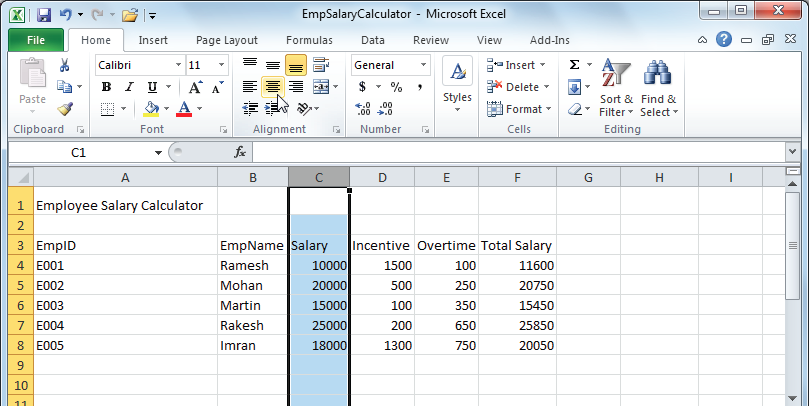 EmpSalaryCalculator - Microsoft Excel
File Home Insert Page Layout Formulas Data Review View Add-Ins
Calibri 11 General Insert Σ
Paste B I U A A $ % , Styles Delete Sort & Find &
A Format Filter Select
Clipboard Font Alignment Number Cells Editing
C1 fx
A B C D E F G H I
1 Employee Salary Calculator
2
3 EmpID EmpName Salary Incentive Overtime Total Salary
4 E001 Ramesh 10000 1500 100 11600
5 E002 Mohan 20000 500 250 20750
6 E003 Martin 15000 100 350 15450
7 E004 Rakesh 25000 200 650 25850
8 E005 Imran 18000 1300 750 20050
9
10
11